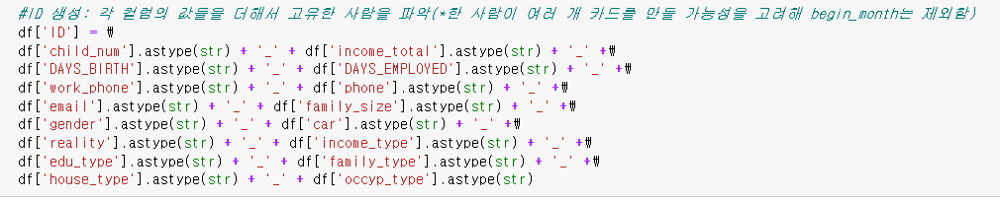 #ID 생성: 각 컬럼의 값들을 더해서 고유한 사람을 파악(*한 사람이 여러 개 카드를 만들 가능성을 고려해 begin_month는 제외함)
df['ID'] = ₩
df['child_num'].astype(str) + '_' + df['income_total'].astype(str) + '_' +₩
df['DAYS_BIRTH'].astype(str) + '_' + df['DAYS_EMPLOYED'].astype(str) + '_' +₩
df['work_phone'].astype(str) + '_' + df['phone'].astype(str) + '_' +₩
df['email'].astype(str) + '_' + df['family_size'].astype(str) + '_' +₩
df['gender'].astype(str) + '_' + df['car'].astype(str) + '_' +₩
df['reality'].astype(str) + '_' + df['income_type'].astype(str) + '_' +₩
df['edu_type'].astype(str) + '_' + df['family_type'].astype(str) + '_' +₩
df['house_type'].astype(str) + '_' + df['occyp_type'].astype(str)